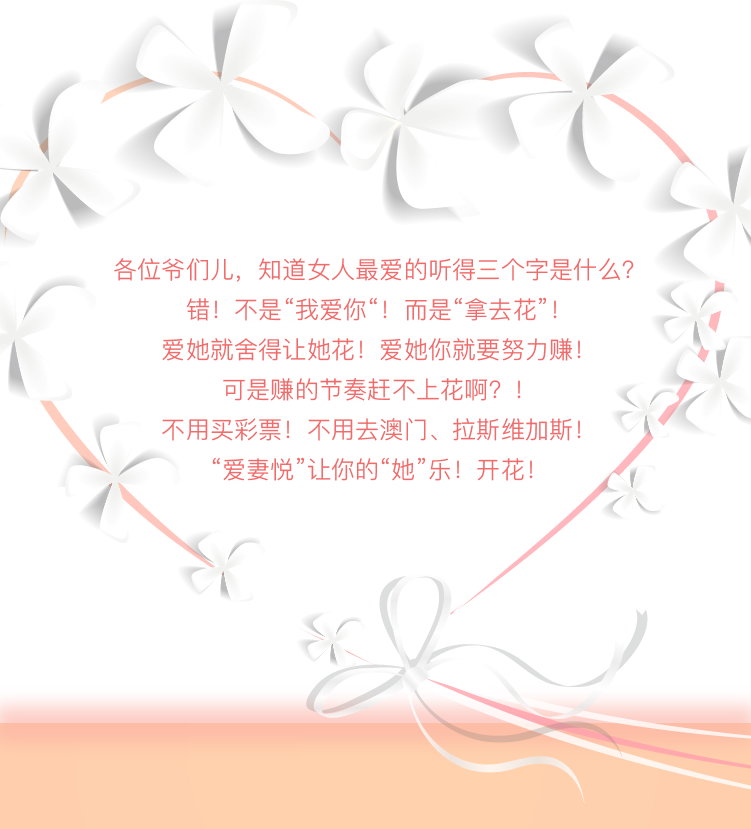 各位爷们儿，知道女人最爱的听得三个字是什么？
错！不是“我爱你“！而是“拿去花”！
爱她就舍得让她花！爱她你就要努力赚！
可是赚的节奏赶不上花啊？！
不用买彩票！不用去澳门、拉斯维加斯！
“爱妻悦”让你的“她”乐！开花！